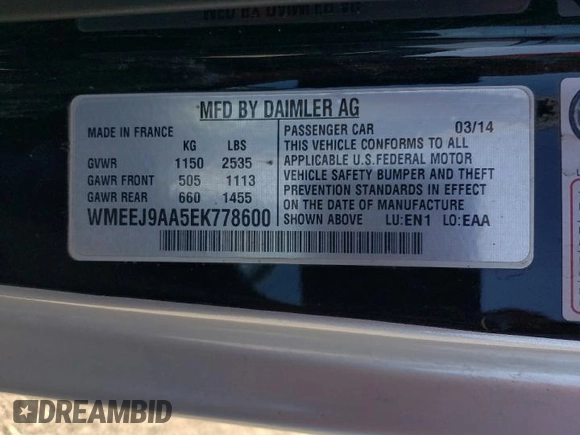 MFD BY DAIMLER AG
MADE IN FRANCE
KG LBS
GVWR 1150 2535
GAWR FRONT 505 1113
GAWR REAR 660 1455
WMEEJ9AA5EK778600
PASSENGER CAR 03/14
THIS VEHICLE CONFORMS TO ALL
APPLICABLE U.S.FEDERAL MOTOR
VEHICLE SAFETY BUMPER AND THEFT
PREVENTION STANDARDS IN EFFECT
ON THE DATE OF MANUFACTURE
SHOWN ABOVE LU:EN1 LO:EAA
DREAMBID